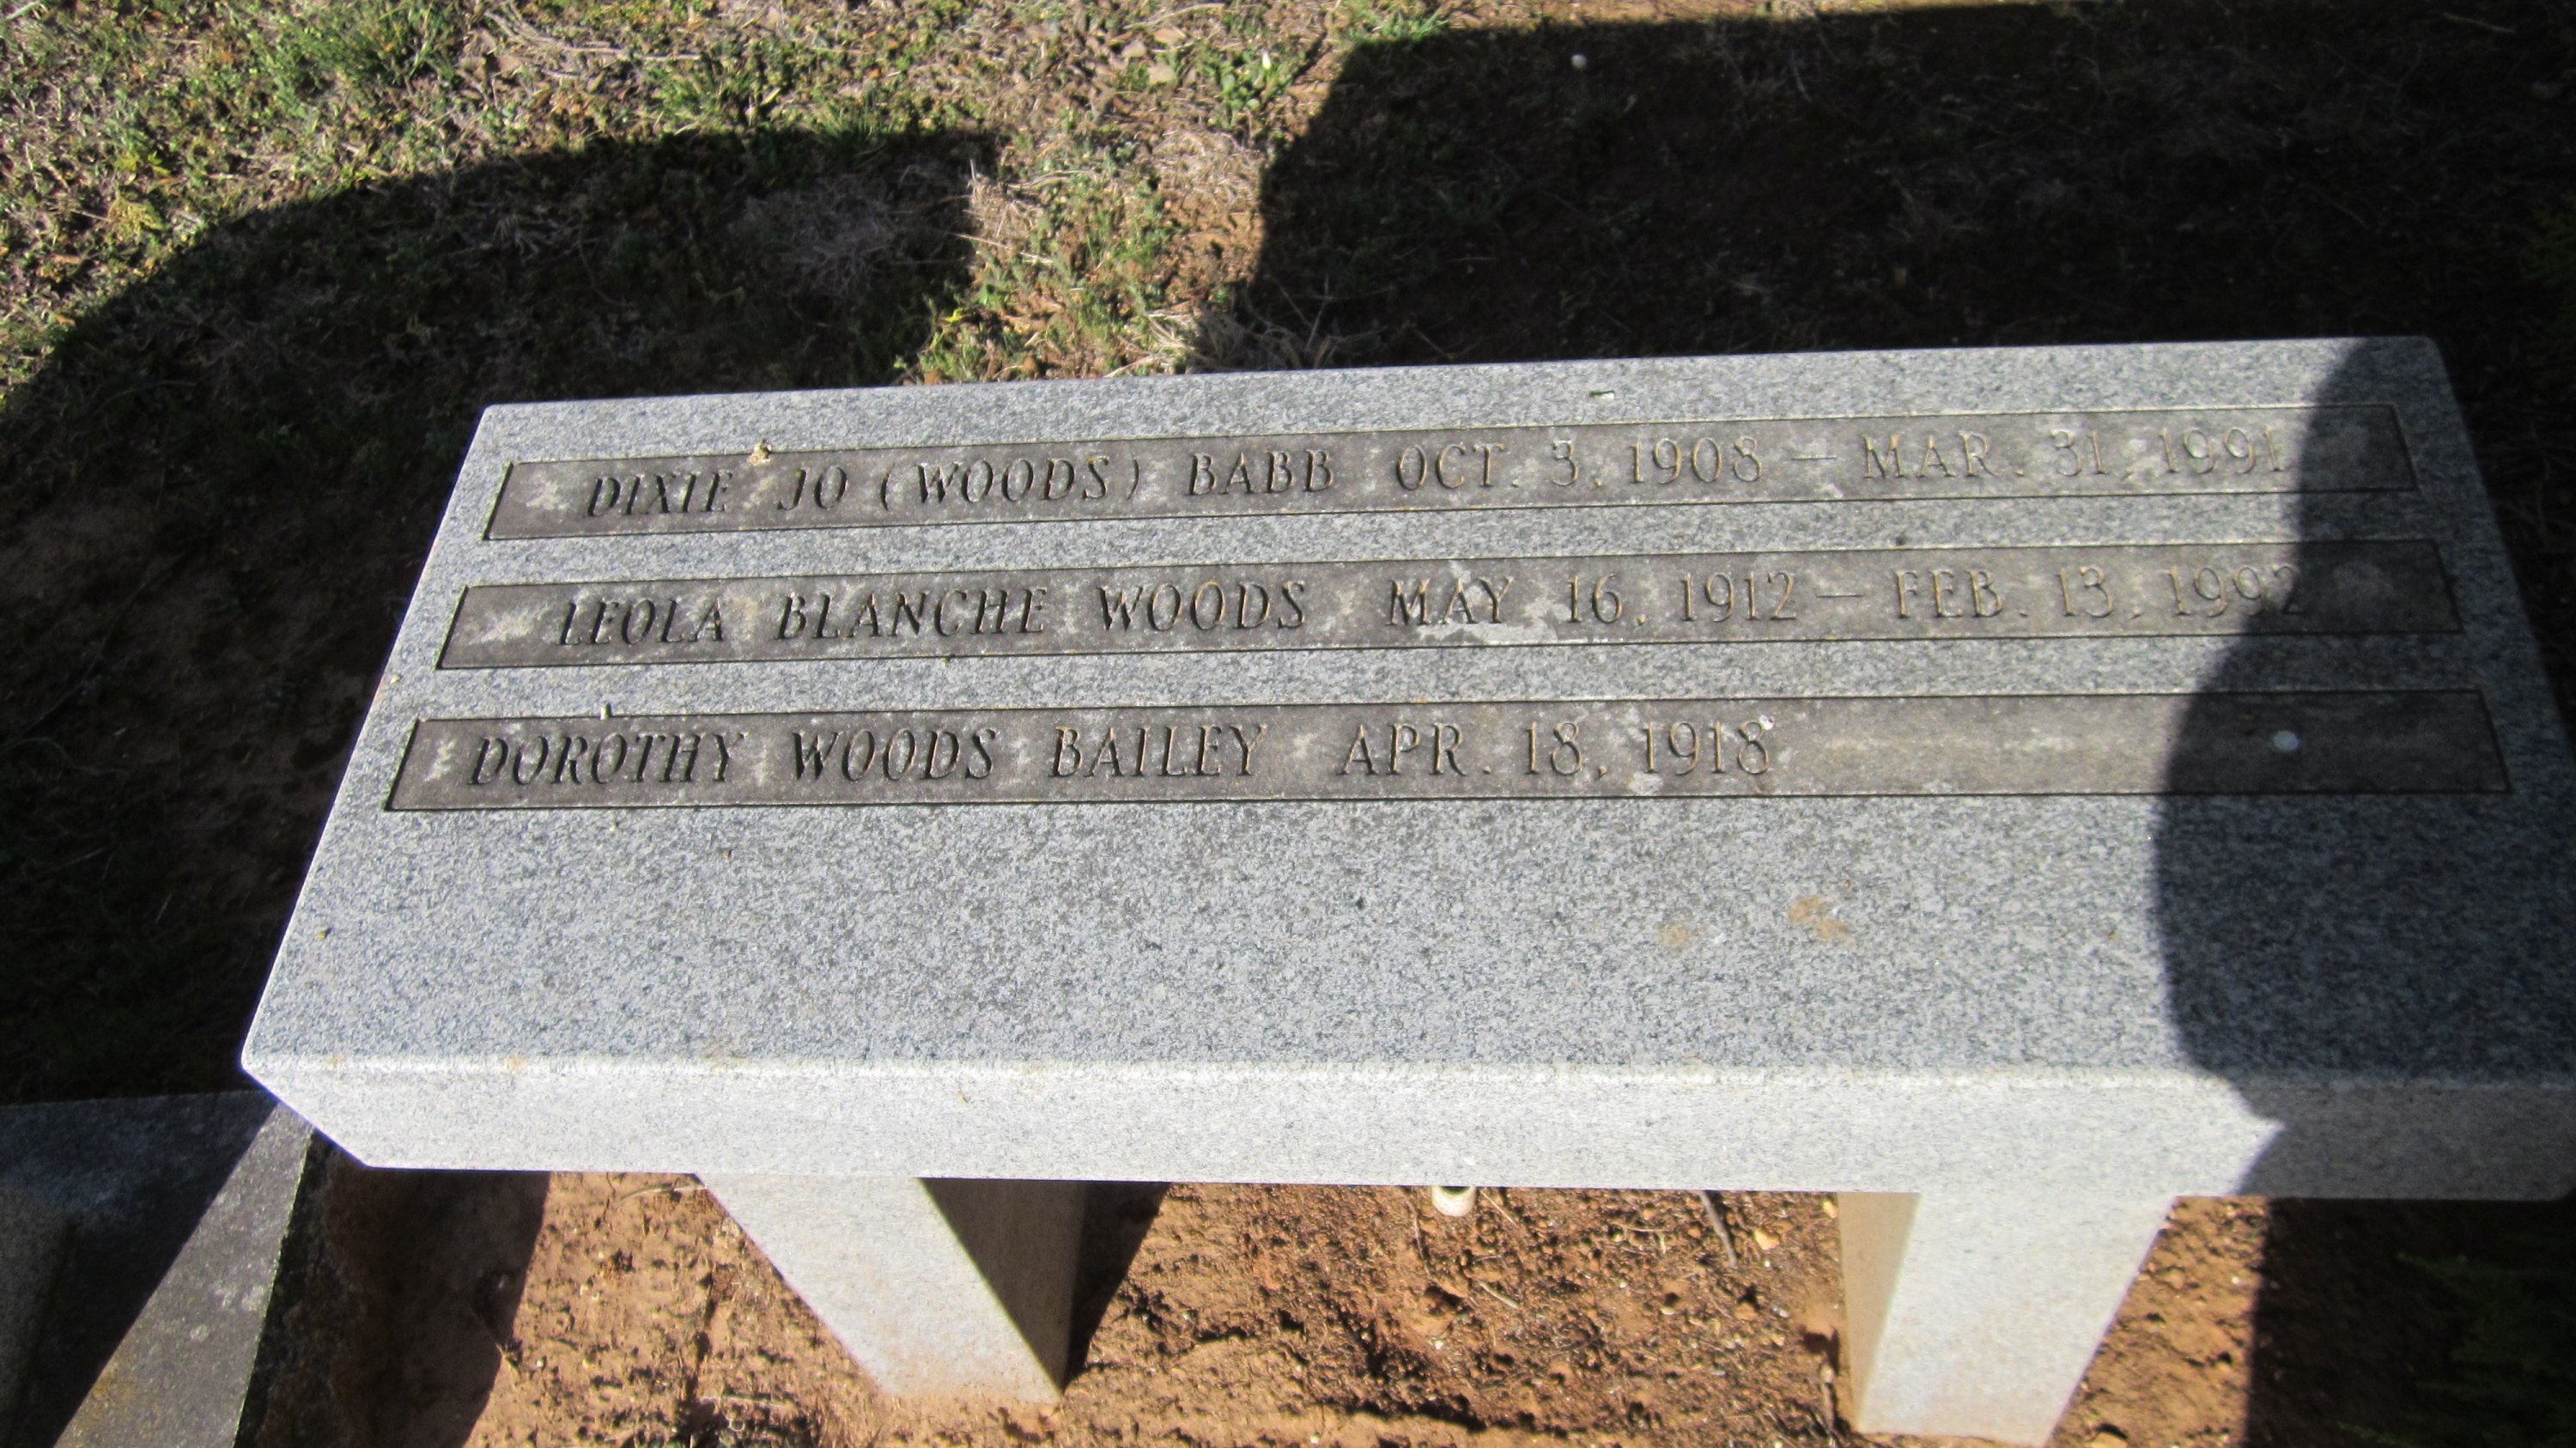 DIXIE JO (WOODS) BABB OCT. 3, 1908 — MAR. 31, 1991
LEOLA BLANCHE WOODS MAY 16, 1912 — FEB. 13, 1992
DOROTHY WOODS BAILEY APR. 18, 1918